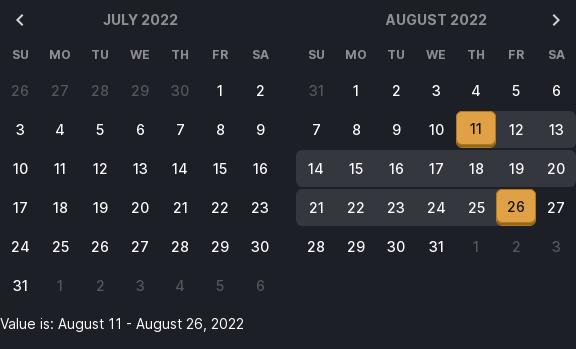 JULY 2022
SU MO TU WE TH FR SA
26 27 28 29 30 1 2
3 4 5 6 7 8 9
10 11 12 13 14 15 16
17 18 19 20 21 22 23
24 25 26 27 28 29 30
31 1 2 3 4 5 6
AUGUST 2022
SU MO TU WE TH FR SA
31 1 2 3 4 5 6
7 8 9 10 11 12 13
14 15 16 17 18 19 20
21 22 23 24 25 26 27
28 29 30 31 1 2 3
Value is: August 11 - August 26, 2022